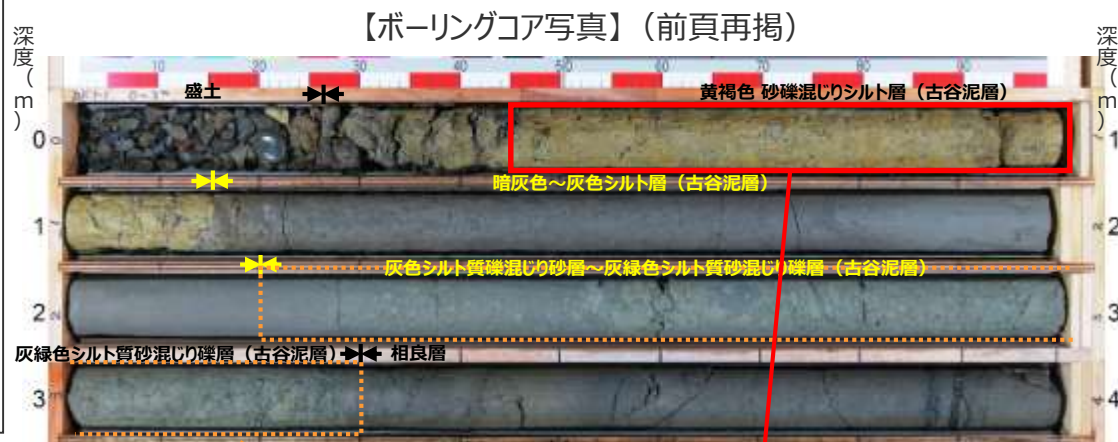 【ボーリングコア写真】（前頁再掲）
深度(m)
深度(m)
10 20 50
盛土
黄褐色 砂礫混じりシルト層（古谷泥層）
0
1
暗灰色～灰色シルト層（古谷泥層）
1
2
灰色シルト質礫混じり砂層～灰緑色シルト質砂混じり礫層（古谷泥層）
2
3
灰緑色シルト質砂混じり礫層（古谷泥層） 相良層
3
4